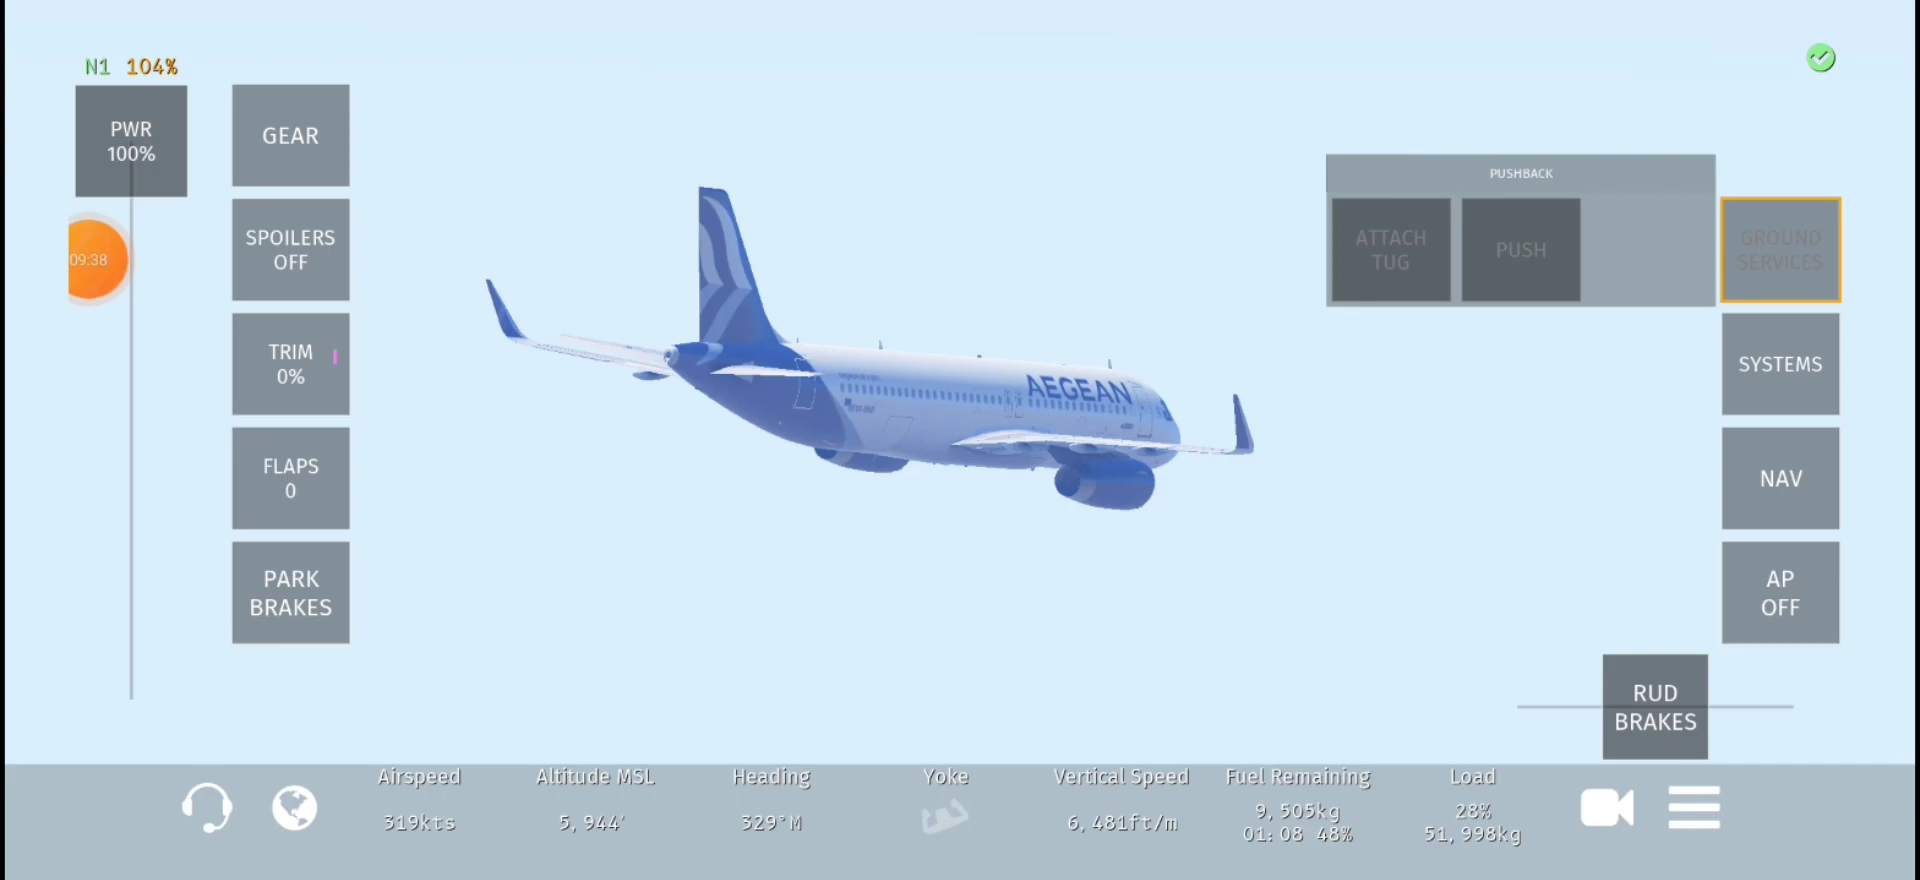 N1 104%
PWR
100%
09:38
GEAR
SPOILERS
OFF
TRIM
0%
FLAPS
0
PARK
BRAKES
AEGEAN
PUSHBACK
ATTACH
TUG
PUSH
GROUND
SERVICES
SYSTEMS
NAV
AP
OFF
RUD
BRAKES
Airspeed
319kts
Altitude MSL
5,944'
Heading
329°M
Yoke
Vertical Speed
6,481ft/m
Fuel Remaining
9,505kg
01:08 48%
Load
28%
51,998kg